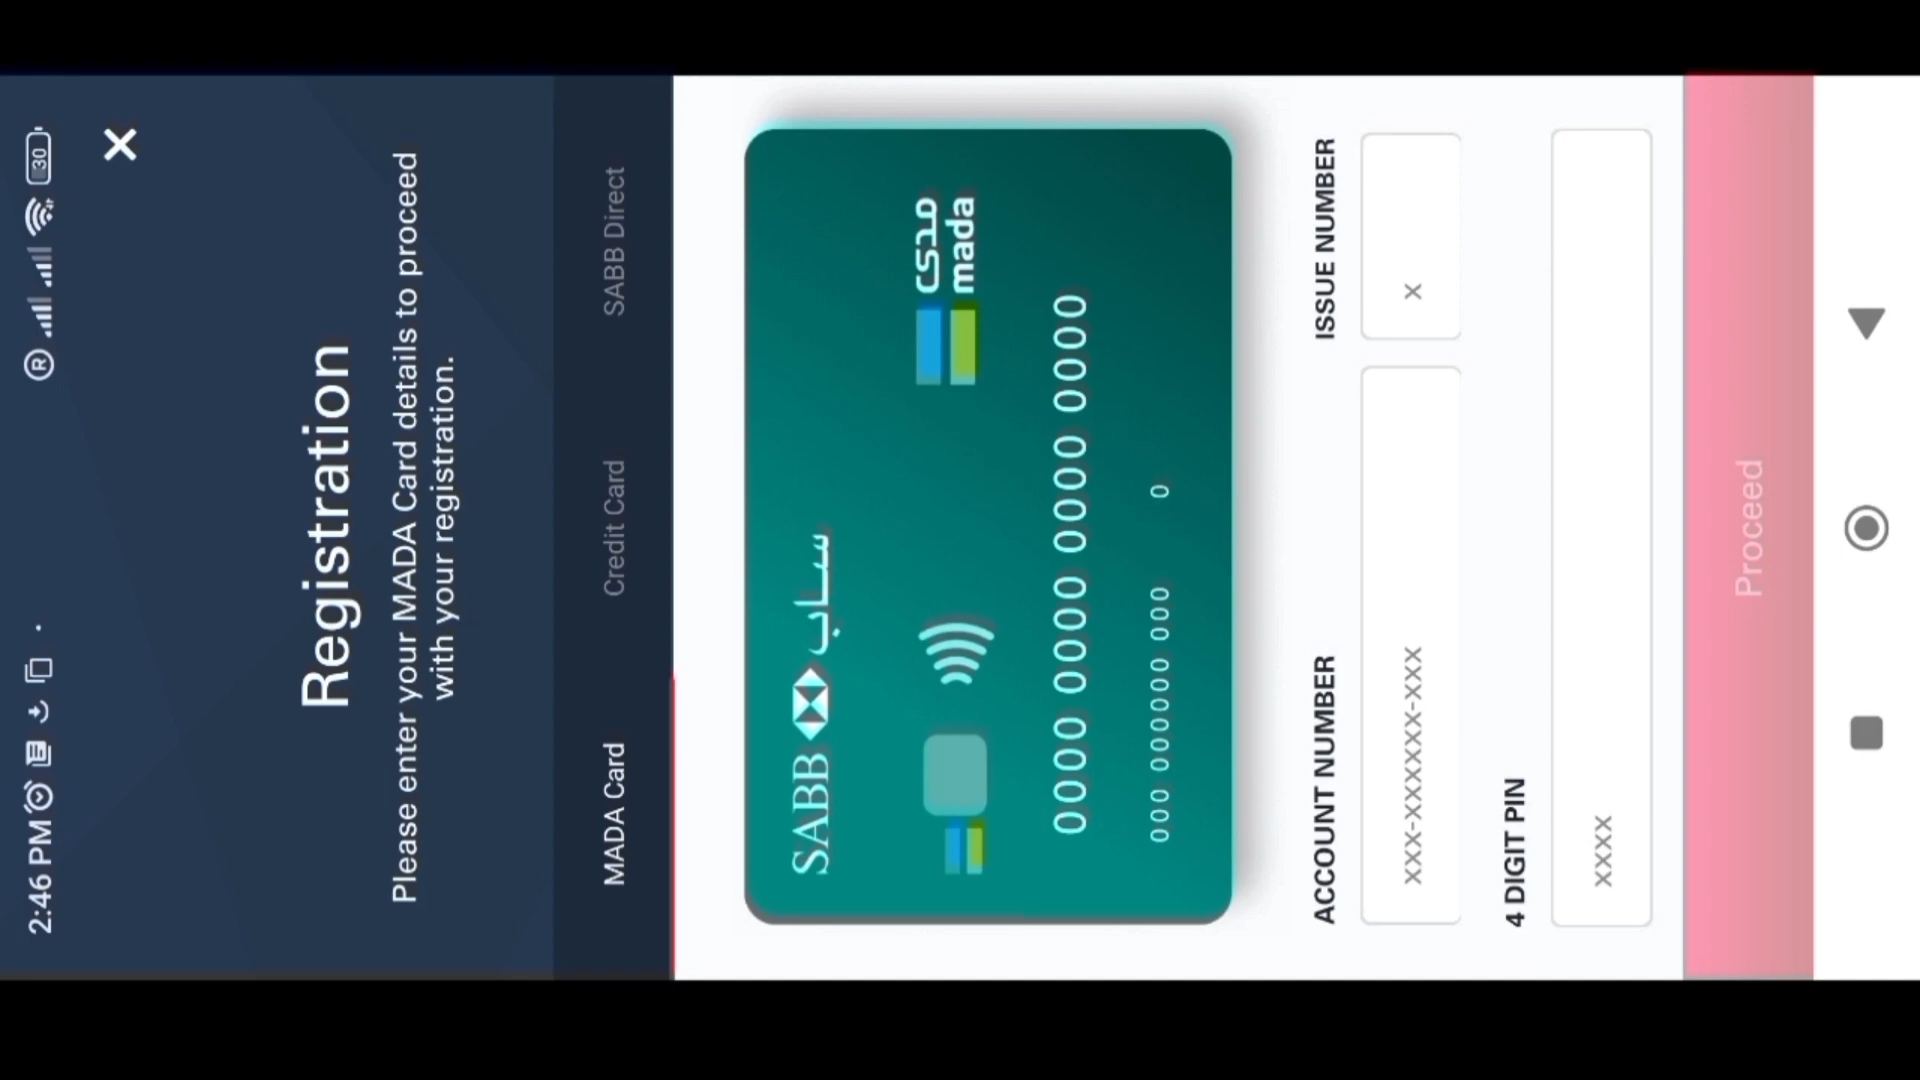 2:46 PM
R
30
Registration
Please enter your MADA Card details to proceed
with your registration.
MADA Card
Credit Card
SABB Direct
SABB ساب
مدى
mada
0000 0000 0000 0000 0000
000 000000 000
0
ACCOUNT NUMBER
ISSUE NUMBER
xxx-xxxxxx-xxx
x
4 DIGIT PIN
xxxx
Proceed